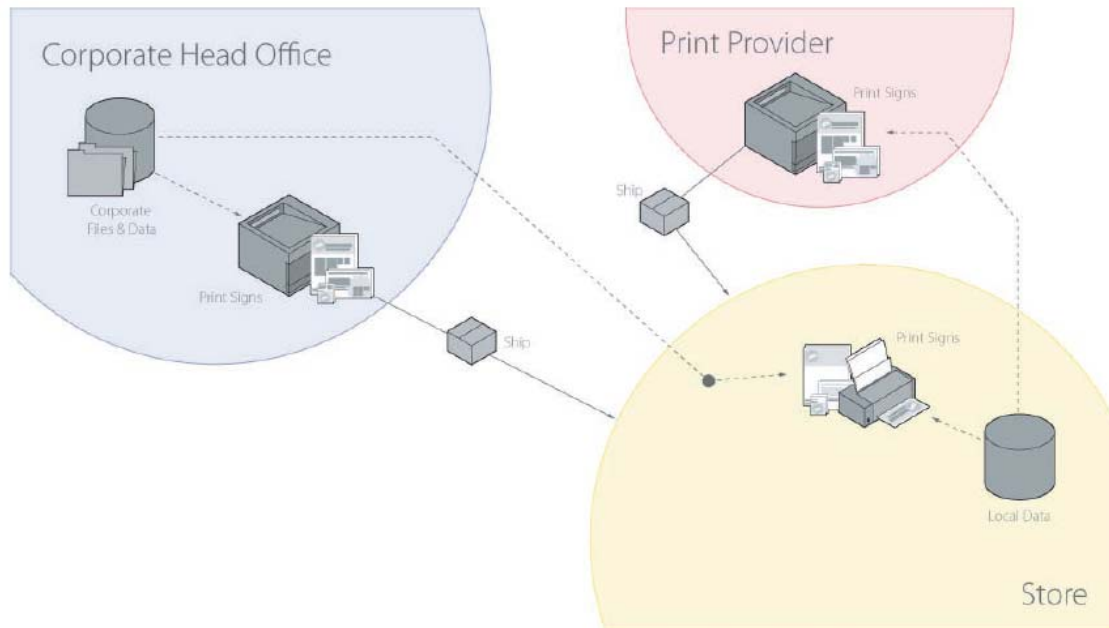 Corporate Head Office
Corporate
Files & Data
Print Signs
Ship
Print Provider
Print Signs
Ship
Print Signs
Local Data
Store